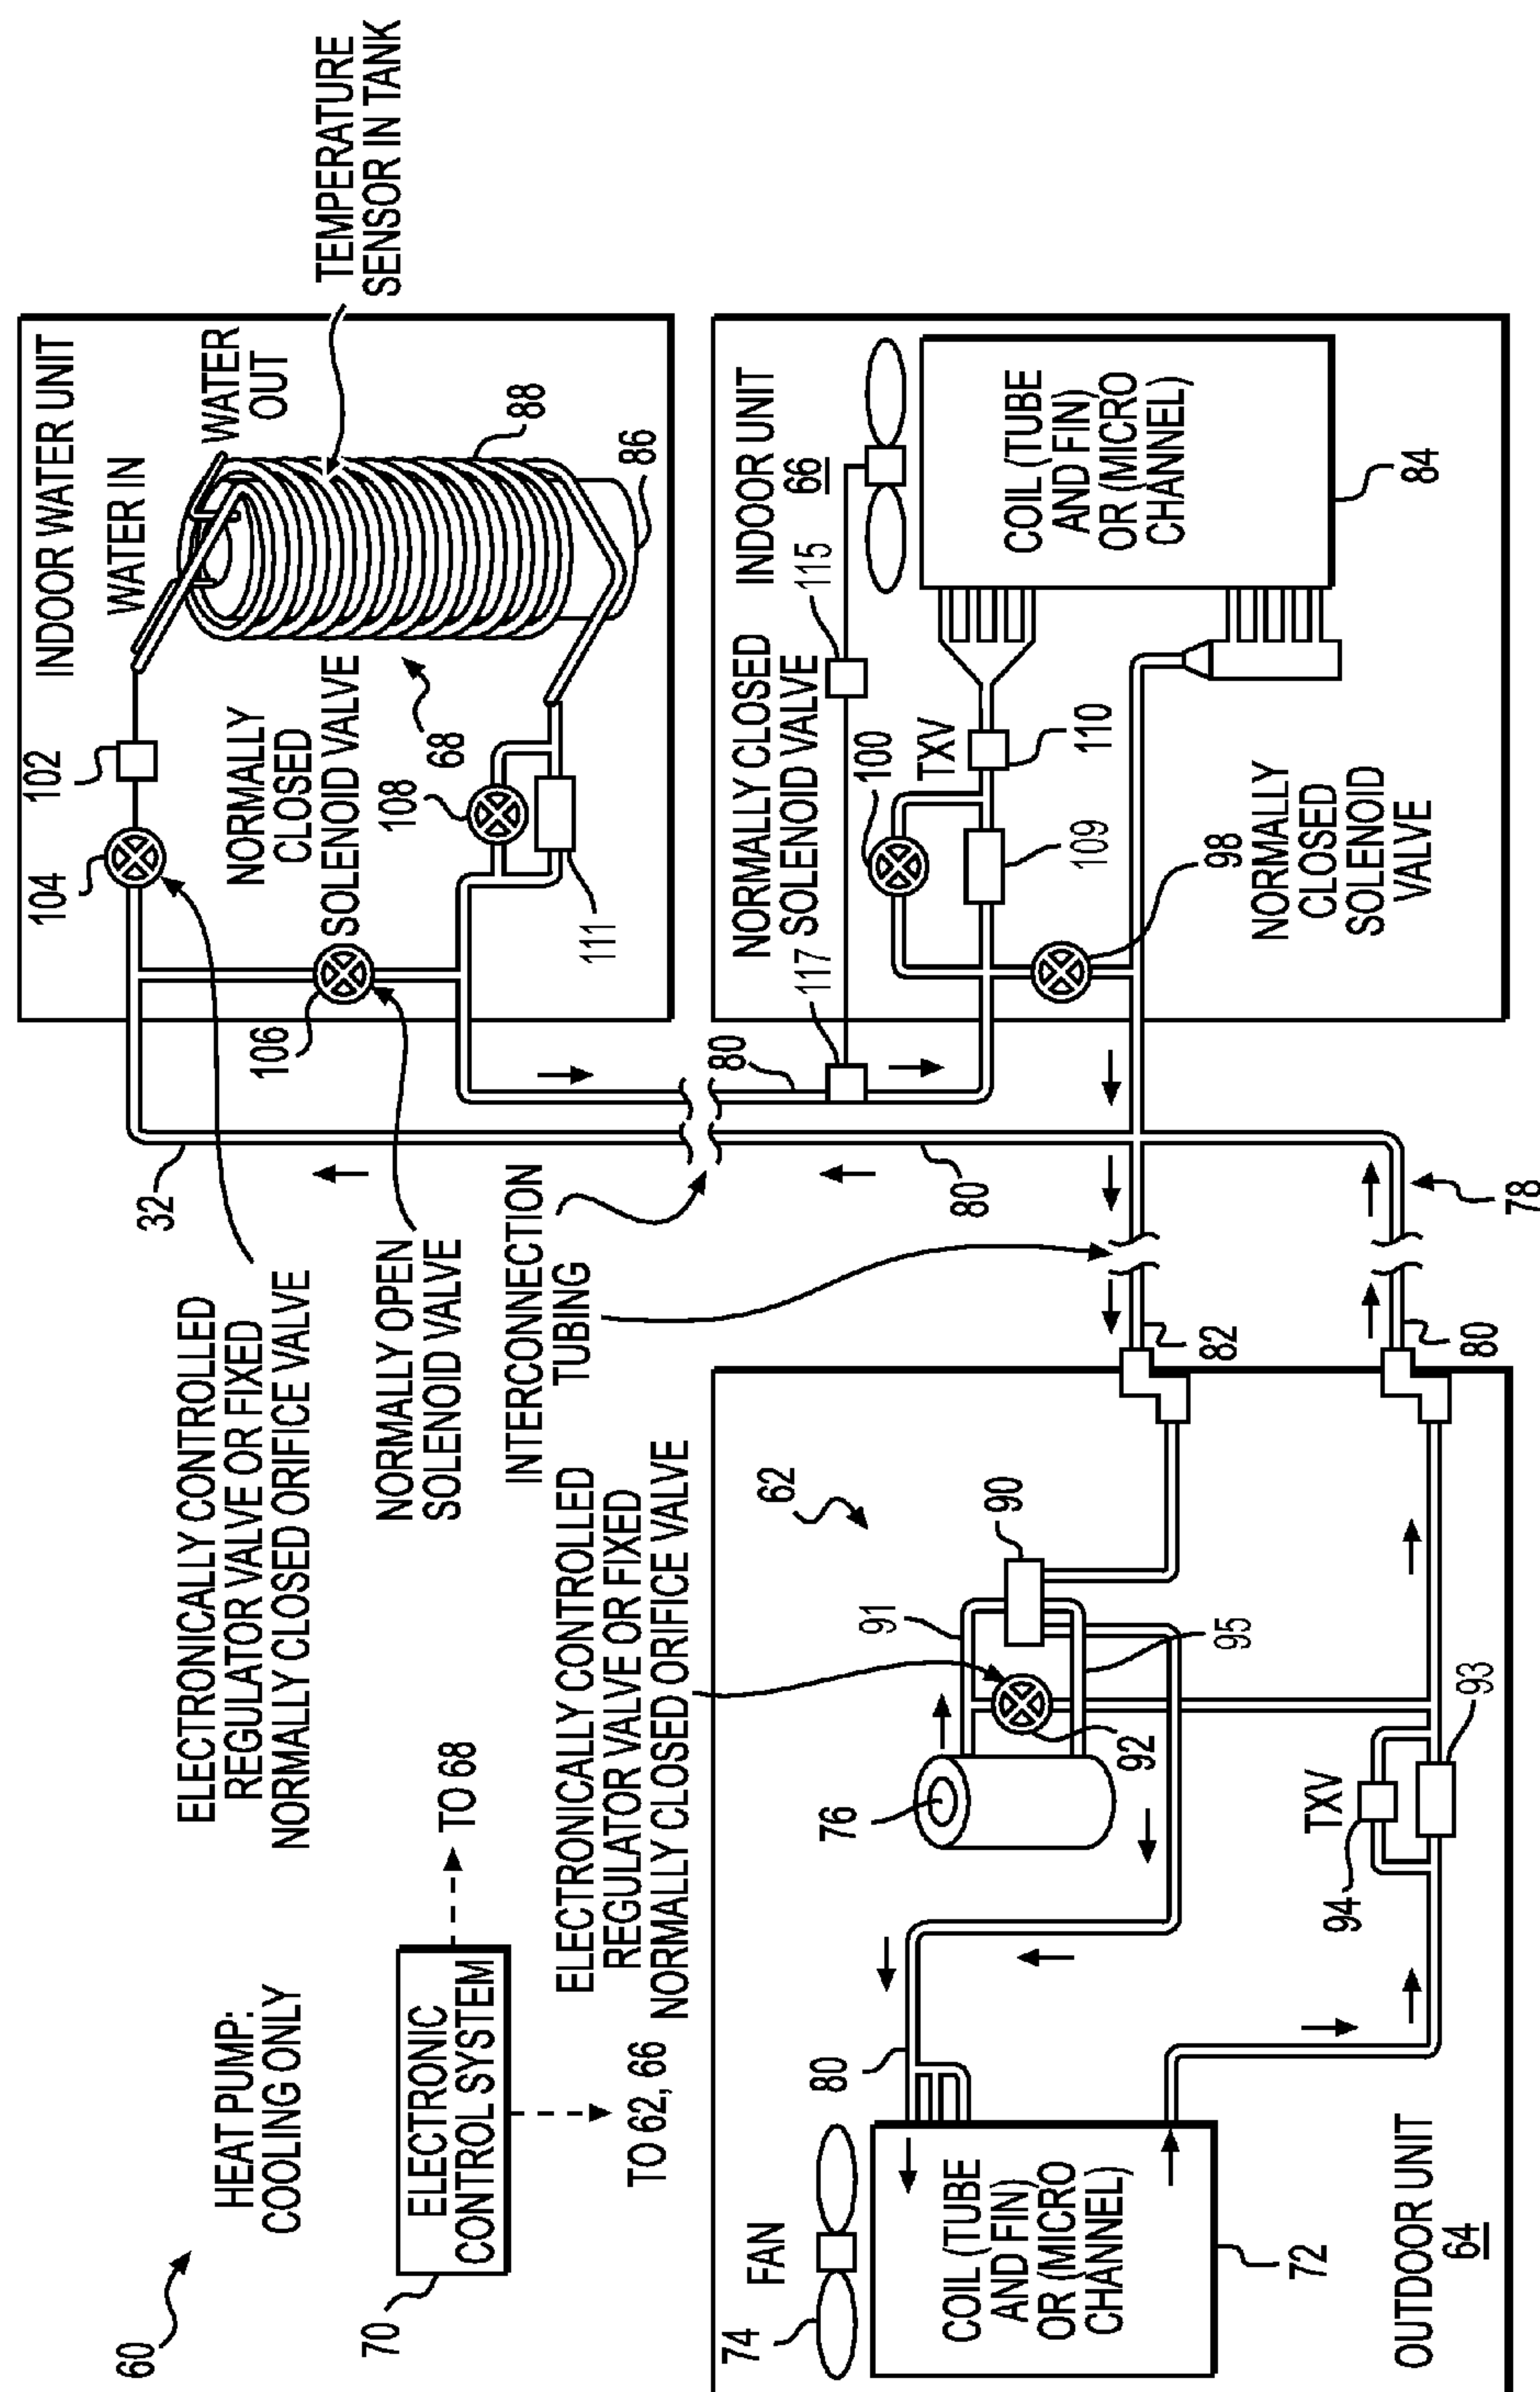 60
HEAT PUMP:
COOLING ONLY
70
ELECTRONIC
CONTROL SYSTEM
TO 68
TO 62, 66
ELECTRONICALLY CONTROLLED
REGULATOR VALVE OR FIXED
NORMALLY CLOSED ORIFICE VALVE
NORMALLY OPEN
SOLENOID VALVE
INTERCONNECTION
TUBING
ELECTRONICALLY CONTROLLED
REGULATOR VALVE OR FIXED
NORMALLY CLOSED ORIFICE VALVE
32
INDOOR WATER UNIT
WATER IN
WATER
OUT
TEMPERATURE
SENSOR IN TANK
102
104
NORMALLY
CLOSED
SOLENOID VALVE
68
88
86
106
108
111
74
FAN
80
COIL (TUBE
AND FIN)
OR (MICRO
CHANNEL)
72
OUTDOOR UNIT
64
76
91
62
90
92
95
TXV
94
93
82
80
78
80
80
117
115
NORMALLY CLOSED
SOLENOID VALVE
INDOOR UNIT
66
100
TXV
110
109
98
NORMALLY
CLOSED
SOLENOID
VALVE
COIL (TUBE
AND FIN)
OR (MICRO
CHANNEL)
84